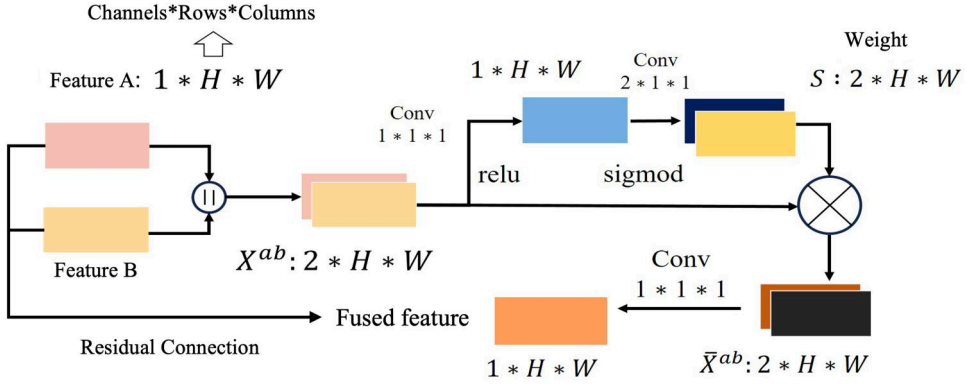 Channels*Rows*Columns
Feature A: 1 * H * W
Weight
S : 2 * H * W
1 * H * W
Conv
2 * 1 * 1
Conv
1 * 1 * 1
relu
sigmod
||
Feature B
X^{ab}: 2 * H * W
Conv
1 * 1 * 1
Fused feature
Residual Connection
1 * H * W
X̄^{ab}: 2 * H * W